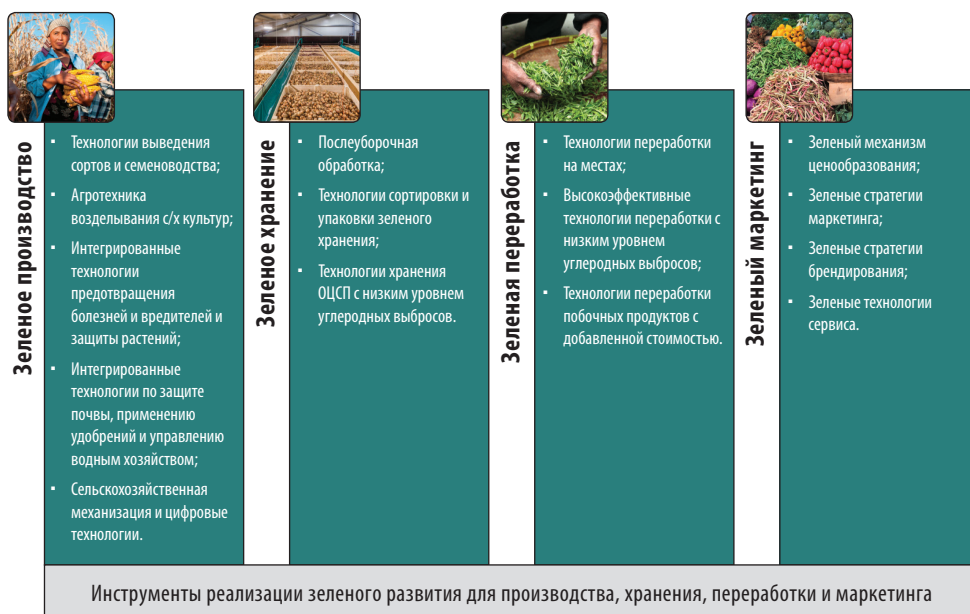 Зеленое производство
▪ Технологии выведения
сортов и семеноводства;
▪ Агротехника
возделывания с/х культур;
▪ Интегрированные
технологии
предотвращения
болезней и вредителей и
защиты растений;
▪ Интегрированные
технологии по защите
почвы, применению
удобрений и управлению
водным хозяйством;
▪ Сельскохозяйственная
механизация и цифровые
технологии.
Зеленое хранение
▪ Послеуборочная
обработка;
▪ Технологии сортировки и
упаковки зеленого
хранения;
▪ Технологии хранения
ОЦСП с низким уровнем
углеродных выбросов.
Зеленая переработка
▪ Технологии переработки
на местах;
▪ Высокоэффективные
технологии переработки с
низким уровнем
углеродных выбросов;
▪ Технологии переработки
побочных продуктов с
добавленной стоимостью.
Зеленый маркетинг
▪ Зеленый механизм
ценообразования;
▪ Зеленые стратегии
маркетинга;
▪ Зеленые стратегии
брендирования;
▪ Зеленые технологии
сервиса.
Инструменты реализации зеленого развития для производства, хранения, переработки и маркетинга